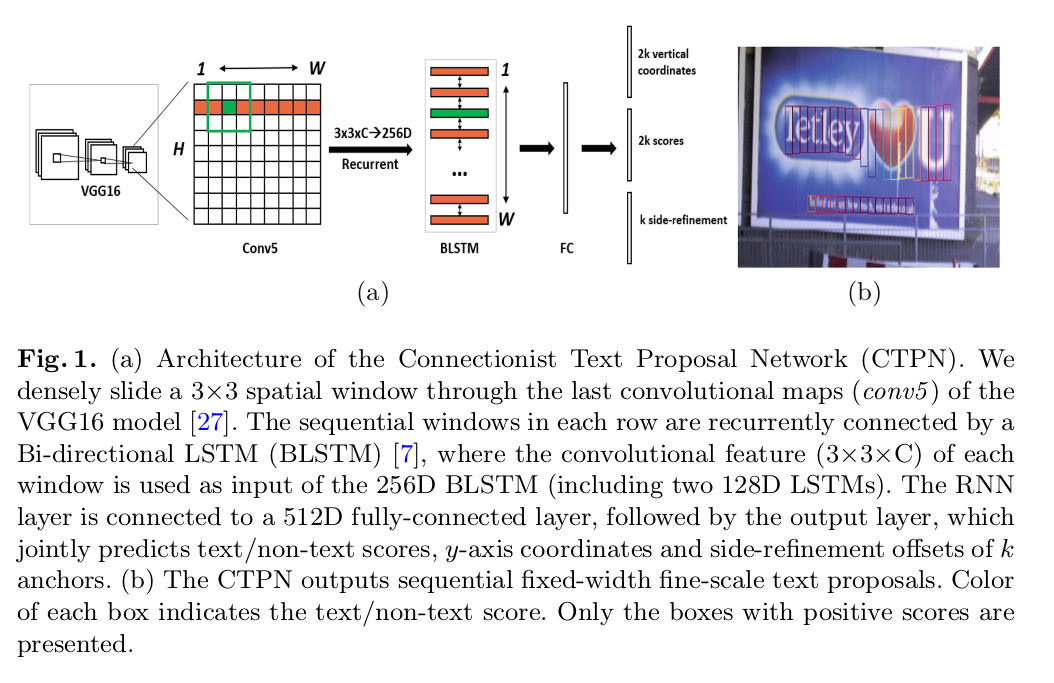 1 W
H
VGG16
Conv5
3x3xC→256D
Recurrent
1
...
W
BLSTM
FC
2k vertical
coordinates
2k scores
k side-refinement
Tetley U
(a)
(b)
Fig. 1. (a) Architecture of the Connectionist Text Proposal Network (CTPN). We
densely slide a 3×3 spatial window through the last convolutional maps (conv5) of the
VGG16 model [27]. The sequential windows in each row are recurrently connected by a
Bi-directional LSTM (BLSTM) [7], where the convolutional feature (3×3×C) of each
window is used as input of the 256D BLSTM (including two 128D LSTMs). The RNN
layer is connected to a 512D fully-connected layer, followed by the output layer, which
jointly predicts text/non-text scores, y-axis coordinates and side-refinement offsets of k
anchors. (b) The CTPN outputs sequential fixed-width fine-scale text proposals. Color
of each box indicates the text/non-text score. Only the boxes with positive scores are
presented.